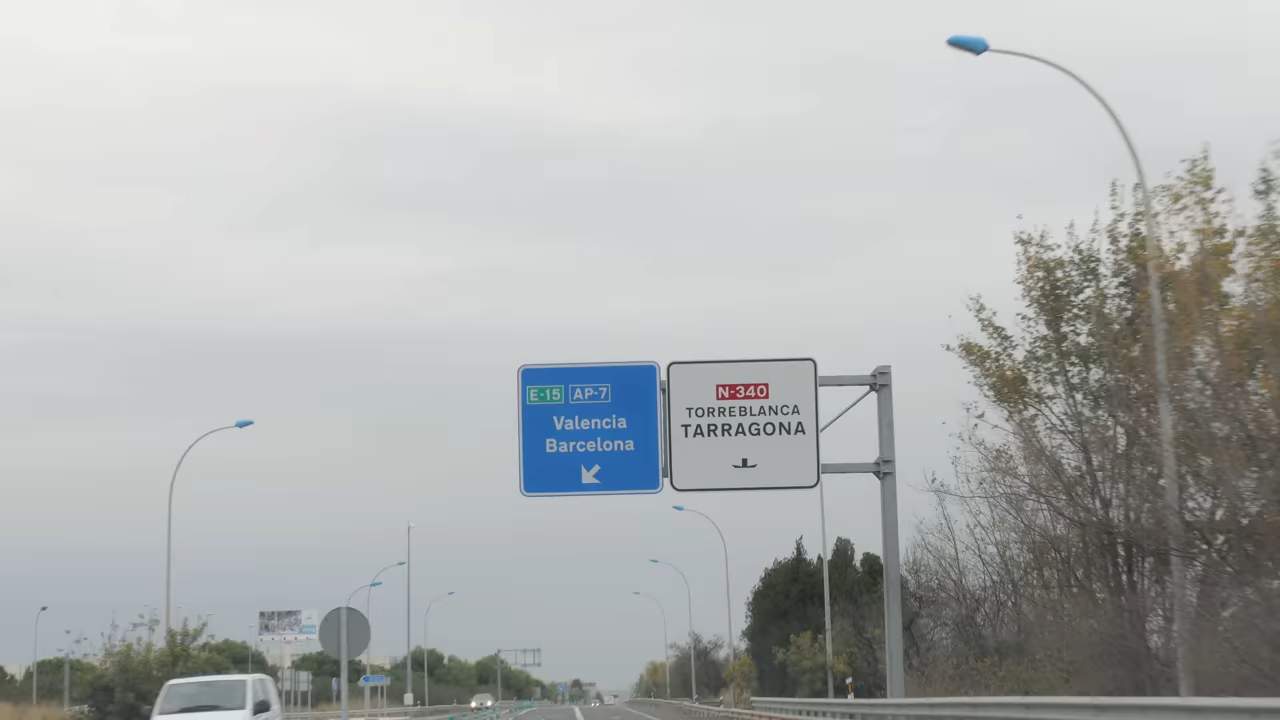 E-15 AP-7
Valencia
Barcelona
N-340
TORREBLANCA
TARRAGONA